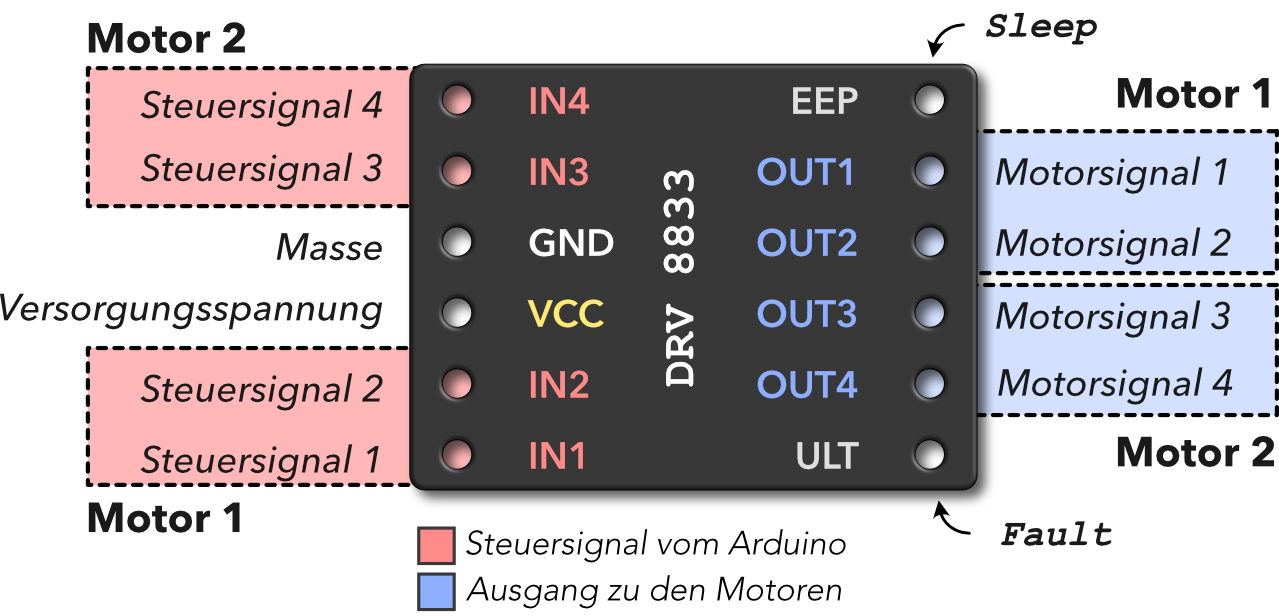 Motor 2
Steuersignal 4
Steuersignal 3
Masse
Versorgungsspannung
Steuersignal 2
Steuersignal 1
Motor 1
IN4
IN3
GND
VCC
IN2
IN1
DRV 8833
EEP
OUT1
OUT2
OUT3
OUT4
ULT
Sleep
Motor 1
Motorsignal 1
Motorsignal 2
Motorsignal 3
Motorsignal 4
Motor 2
Fault
Steuersignal vom Arduino
Ausgang zu den Motoren